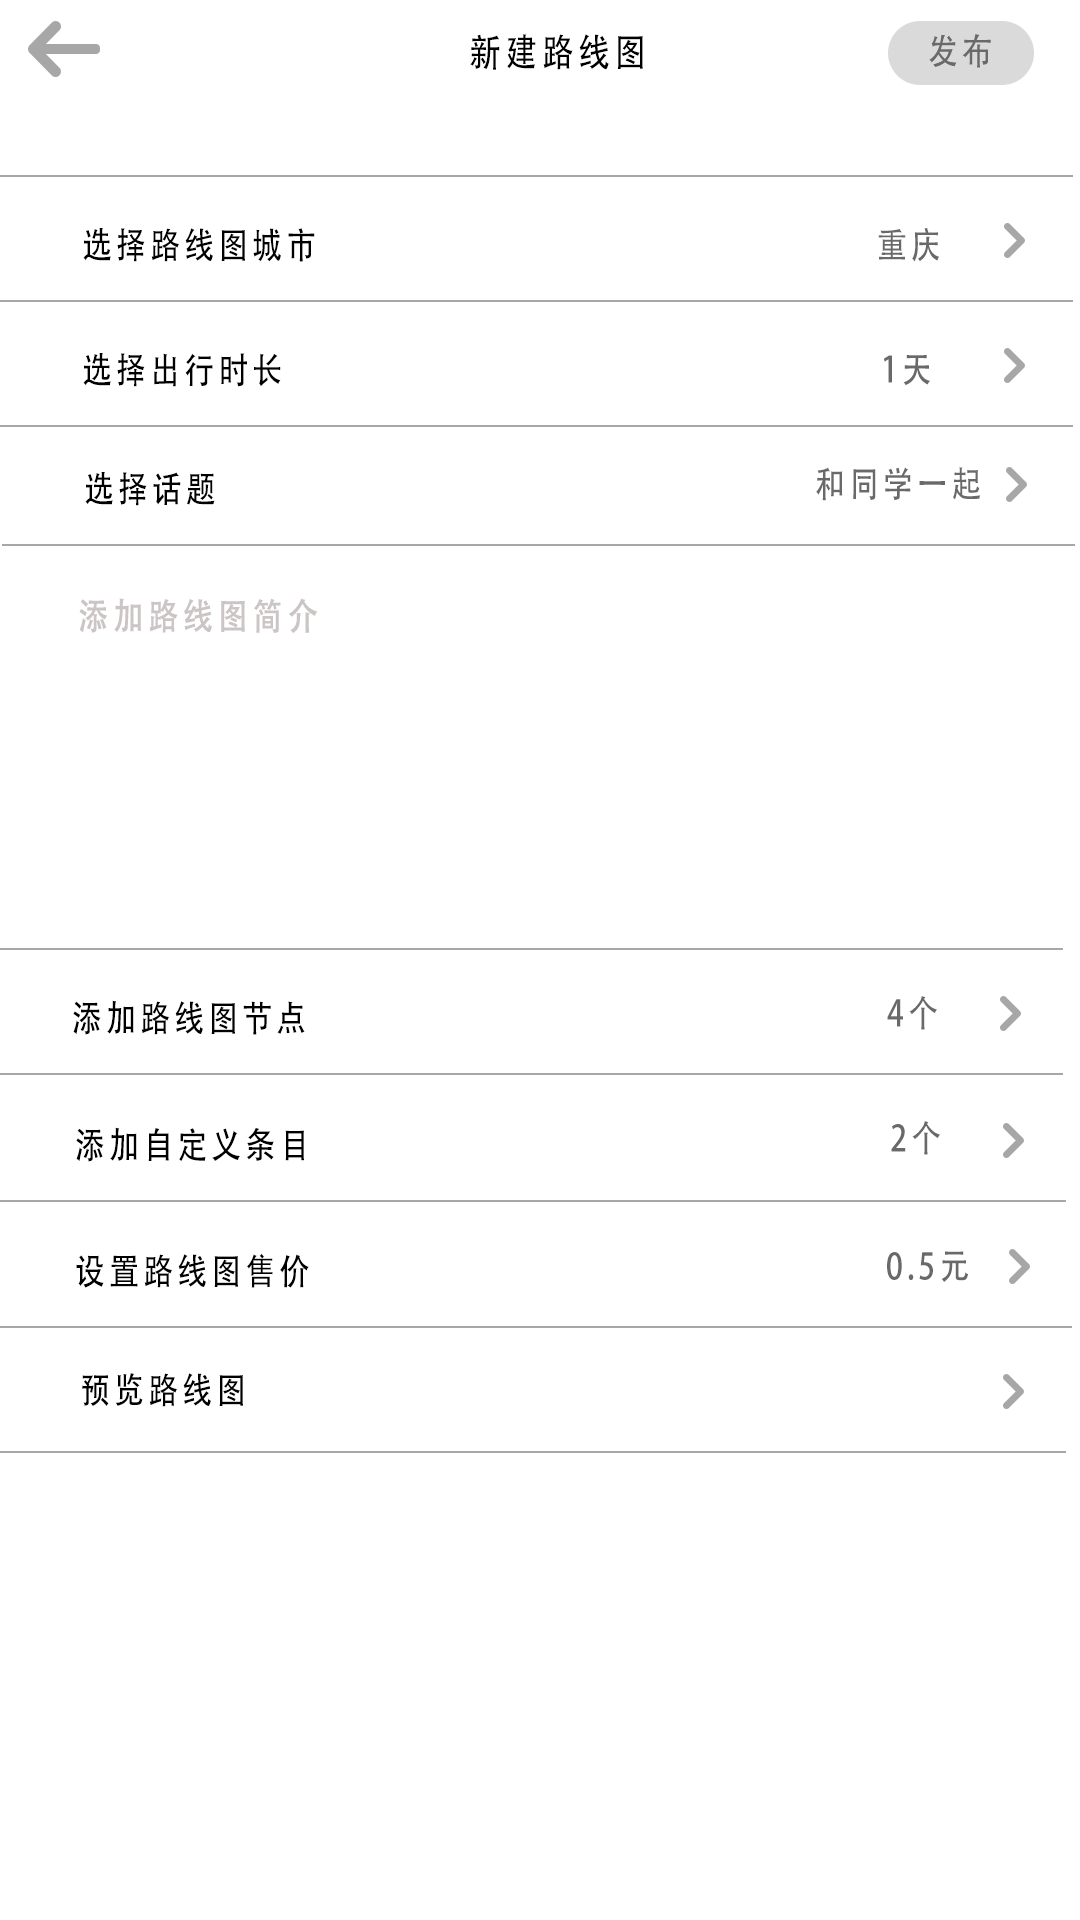 新建路线图 发布
选择路线图城市 重庆
选择出行时长 1天
选择话题 和同学一起
添加路线图简介
添加路线图节点 4个
添加自定义条目 2个
设置路线图售价 0.5元
预览路线图